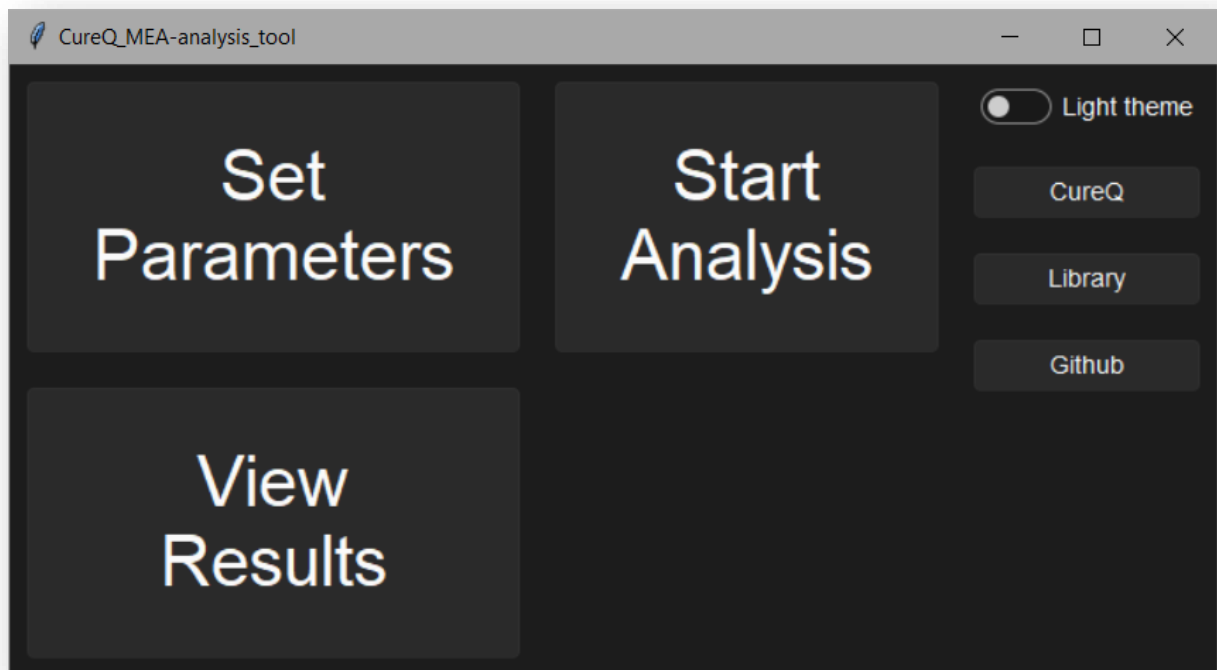 CureQ_MEA-analysis_tool
Set
Parameters
Start
Analysis
Light theme
CureQ
Library
Github
View
Results